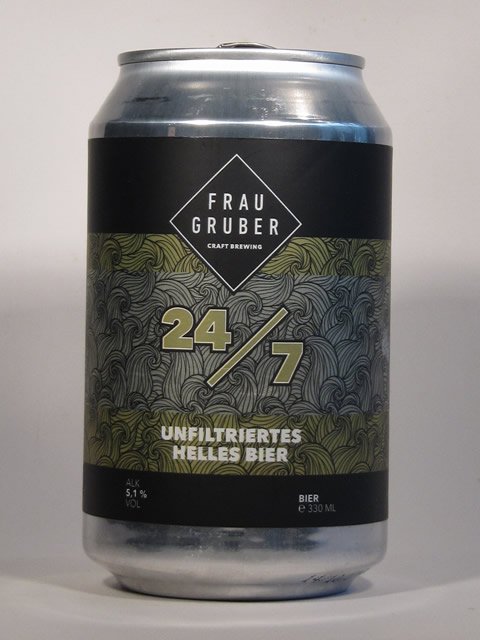 FRAU
GRUBER
CRAFT BREWING
24/7
UNFILTRIERTES
HELLES BIER
ALK
5,1 %
VOL
BIER
℮ 330 ML